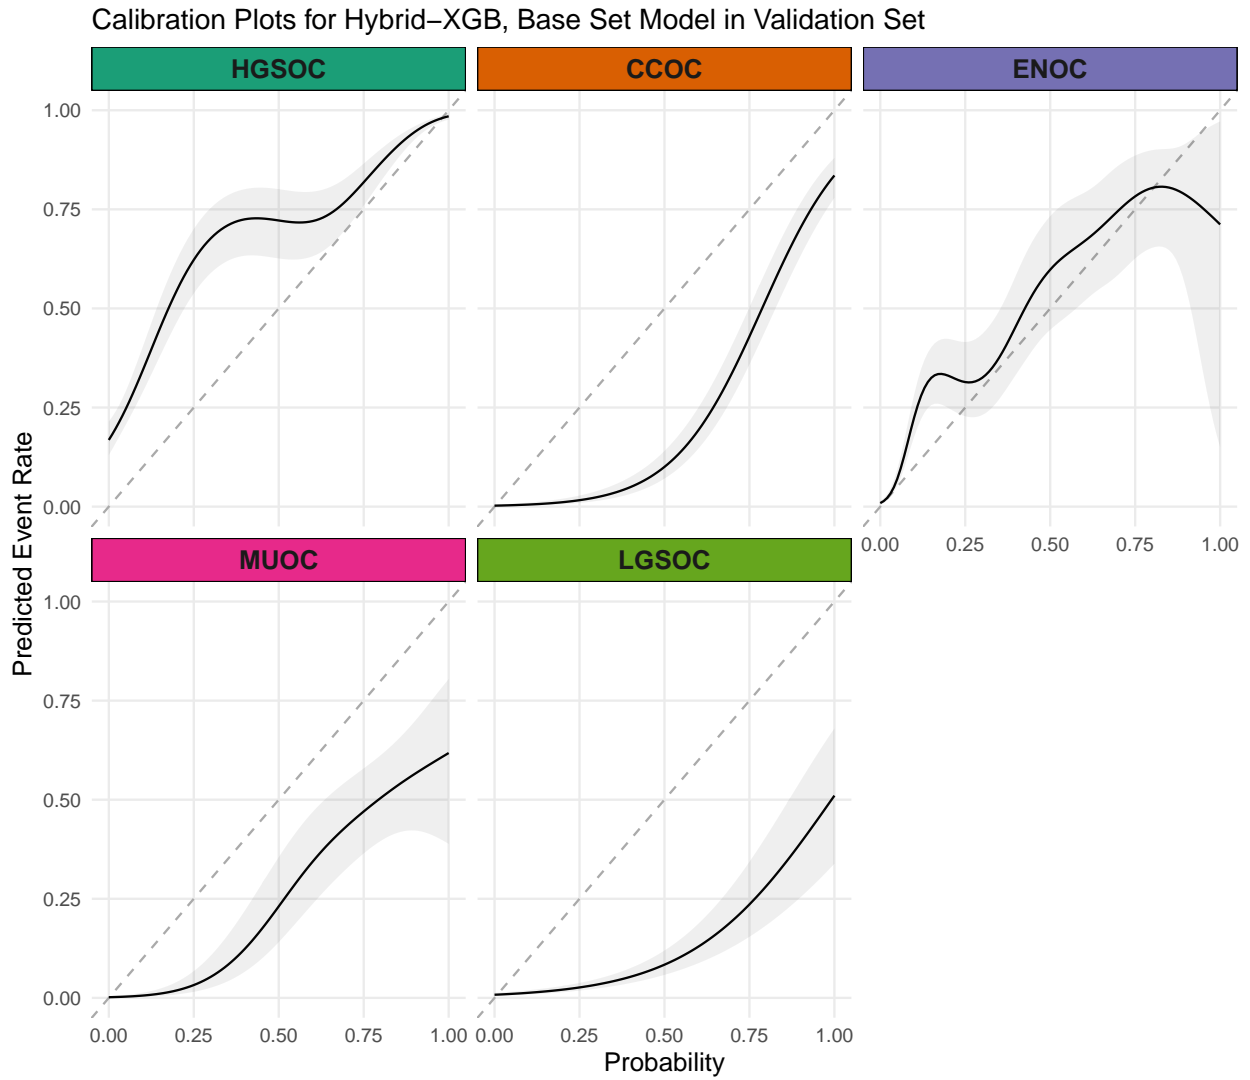 Calibration Plots for Hybrid−XGB, Base Set Model in Validation Set
HGSOC
CCOC
ENOC
1.00
0.75
0.50
0.25
0.00
0.00 0.25 0.50 0.75 1.00
MUOC
LGSOC
1.00
0.75
0.50
0.25
0.00
0.00 0.25 0.50 0.75 1.00
0.00 0.25 0.50 0.75 1.00
Predicted Event Rate
Probability